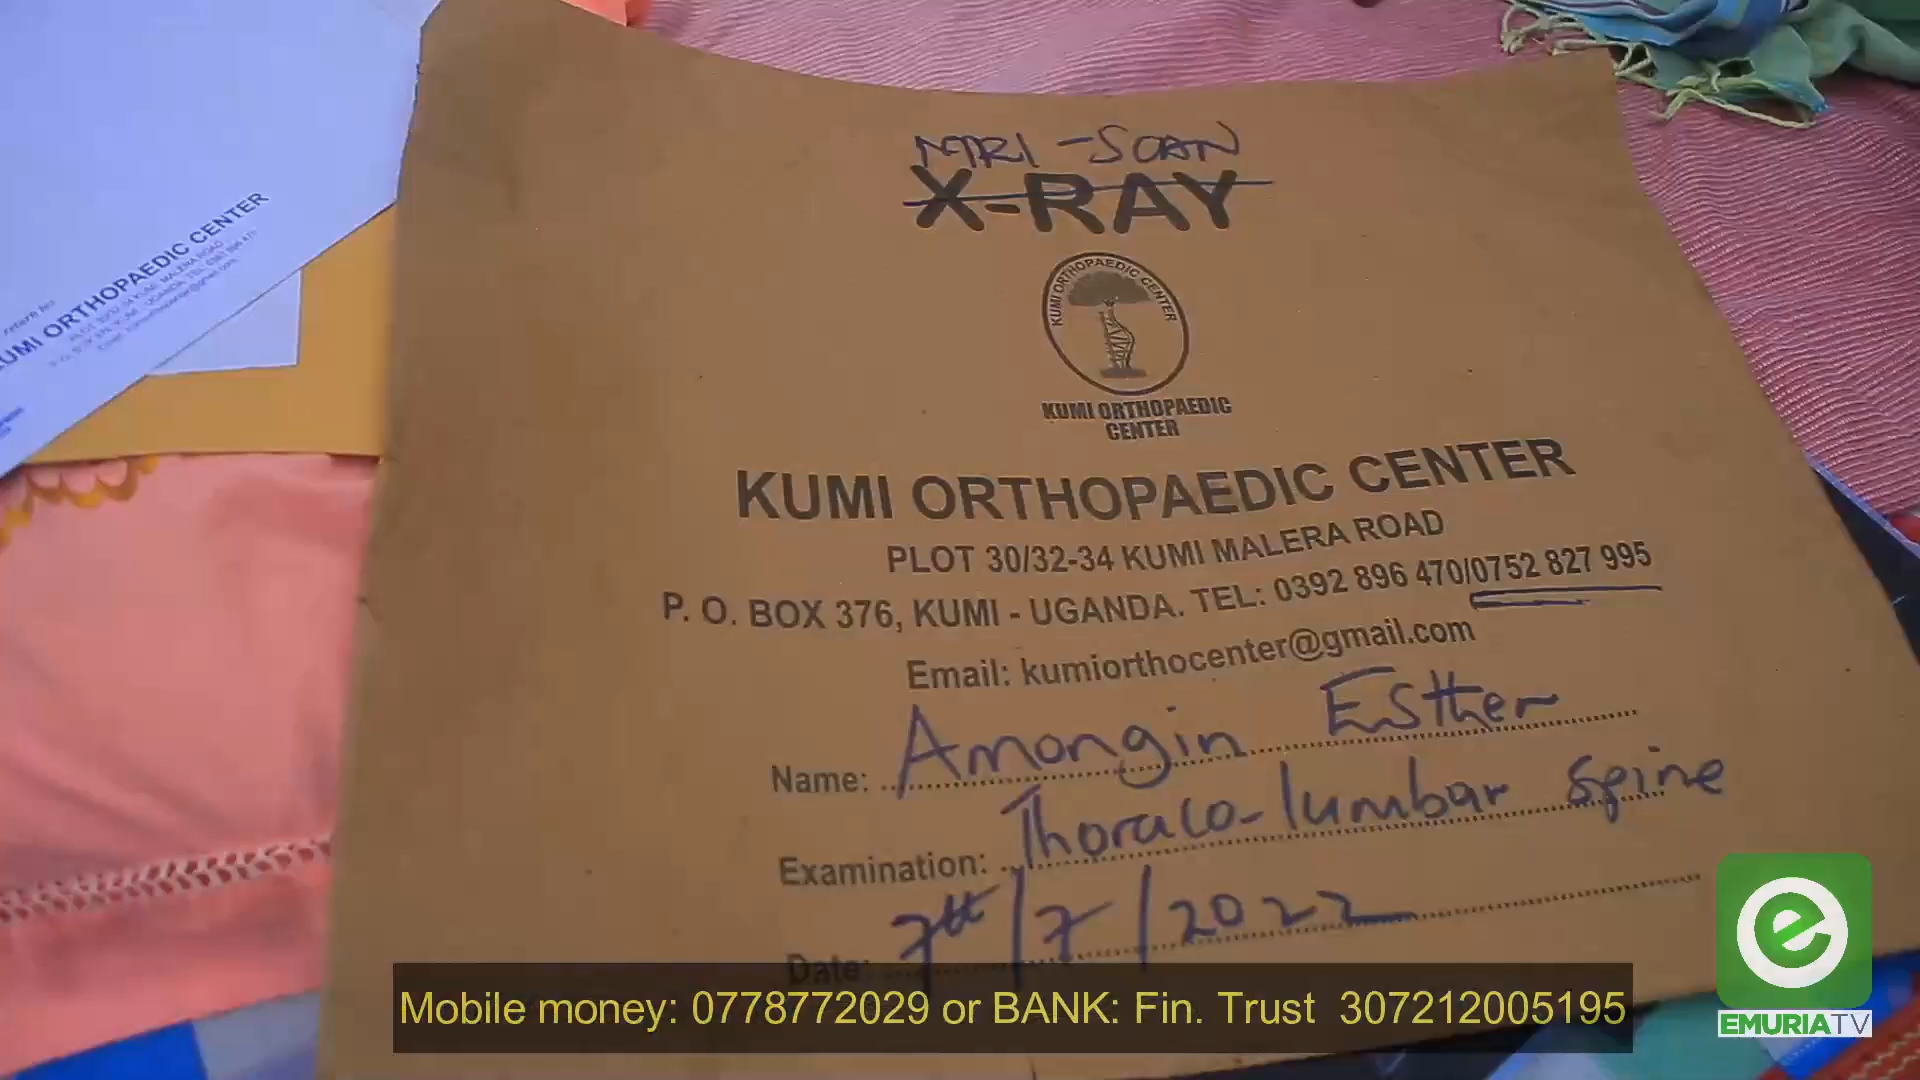 MRI-SCAN
X-RAY
KUMI ORTHOPAEDIC CENTER
KUMI ORTHOPAEDIC
CENTER
KUMI ORTHOPAEDIC CENTER
PLOT 30/32-34 KUMI MALERA ROAD
P. O. BOX 376, KUMI - UGANDA. TEL: 0392 896 470/0752 827 995
Email: kumiorthocenter@gmail.com
Name: Amongin Esther
Examination: Thoraco-lumbar spine
Date: 7th/7/2022
return to:
KUMI ORTHOPAEDIC CENTER
Mobile money: 0778772029 or BANK: Fin. Trust 307212005195
e
EMURIATV